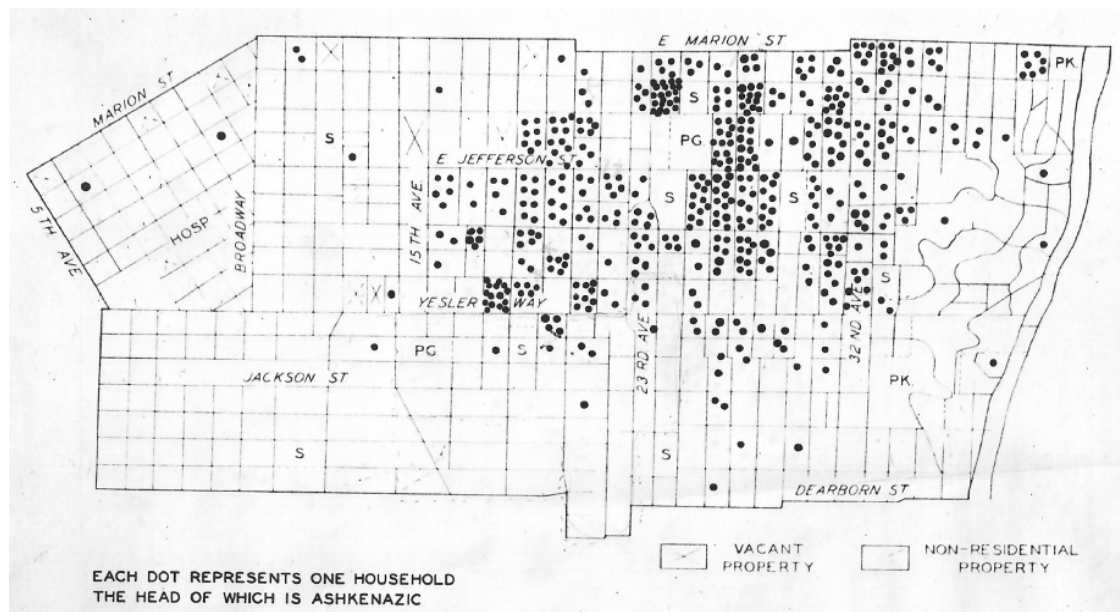 E MARION ST.
PK.
MARION ST
S
S
PG.
E JEFFERSON ST.
5TH AVE
HOSP.
BROADWAY
15TH AVE.
S
S
S
YESLER WAY
32ND AVE
PG.
S
23 RD AVE
JACKSON ST
PK.
S
S
DEARBORN ST
VACANT
PROPERTY
NON-RESIDENTIAL
PROPERTY
EACH DOT REPRESENTS ONE HOUSEHOLD
THE HEAD OF WHICH IS ASHKENAZIC